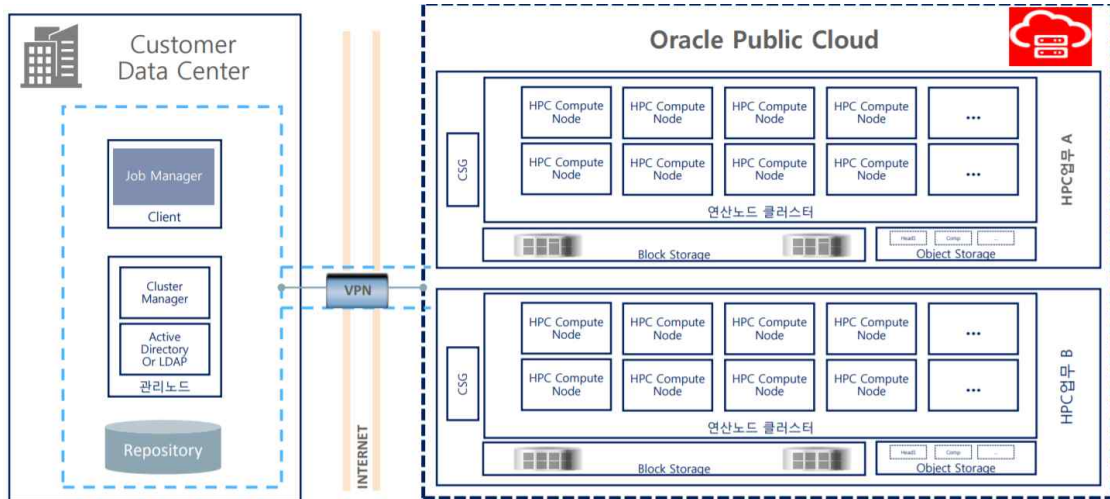 Customer
Data Center
Job Manager
Client
Cluster
Manager
Active
Directory
Or LDAP
관리노드
Repository
VPN
INTERNET
Oracle Public Cloud
CSG
HPC Compute
Node
HPC Compute
Node
HPC Compute
Node
HPC Compute
Node
...
HPC Compute
Node
HPC Compute
Node
HPC Compute
Node
HPC Compute
Node
...
연산노드 클러스터
Block Storage
Head1
Comp
...
Object Storage
HPC업무 A
CSG
HPC Compute
Node
HPC Compute
Node
HPC Compute
Node
HPC Compute
Node
...
HPC Compute
Node
HPC Compute
Node
HPC Compute
Node
HPC Compute
Node
...
연산노드 클러스터
Block Storage
Head1
Comp
...
Object Storage
HPC업무 B